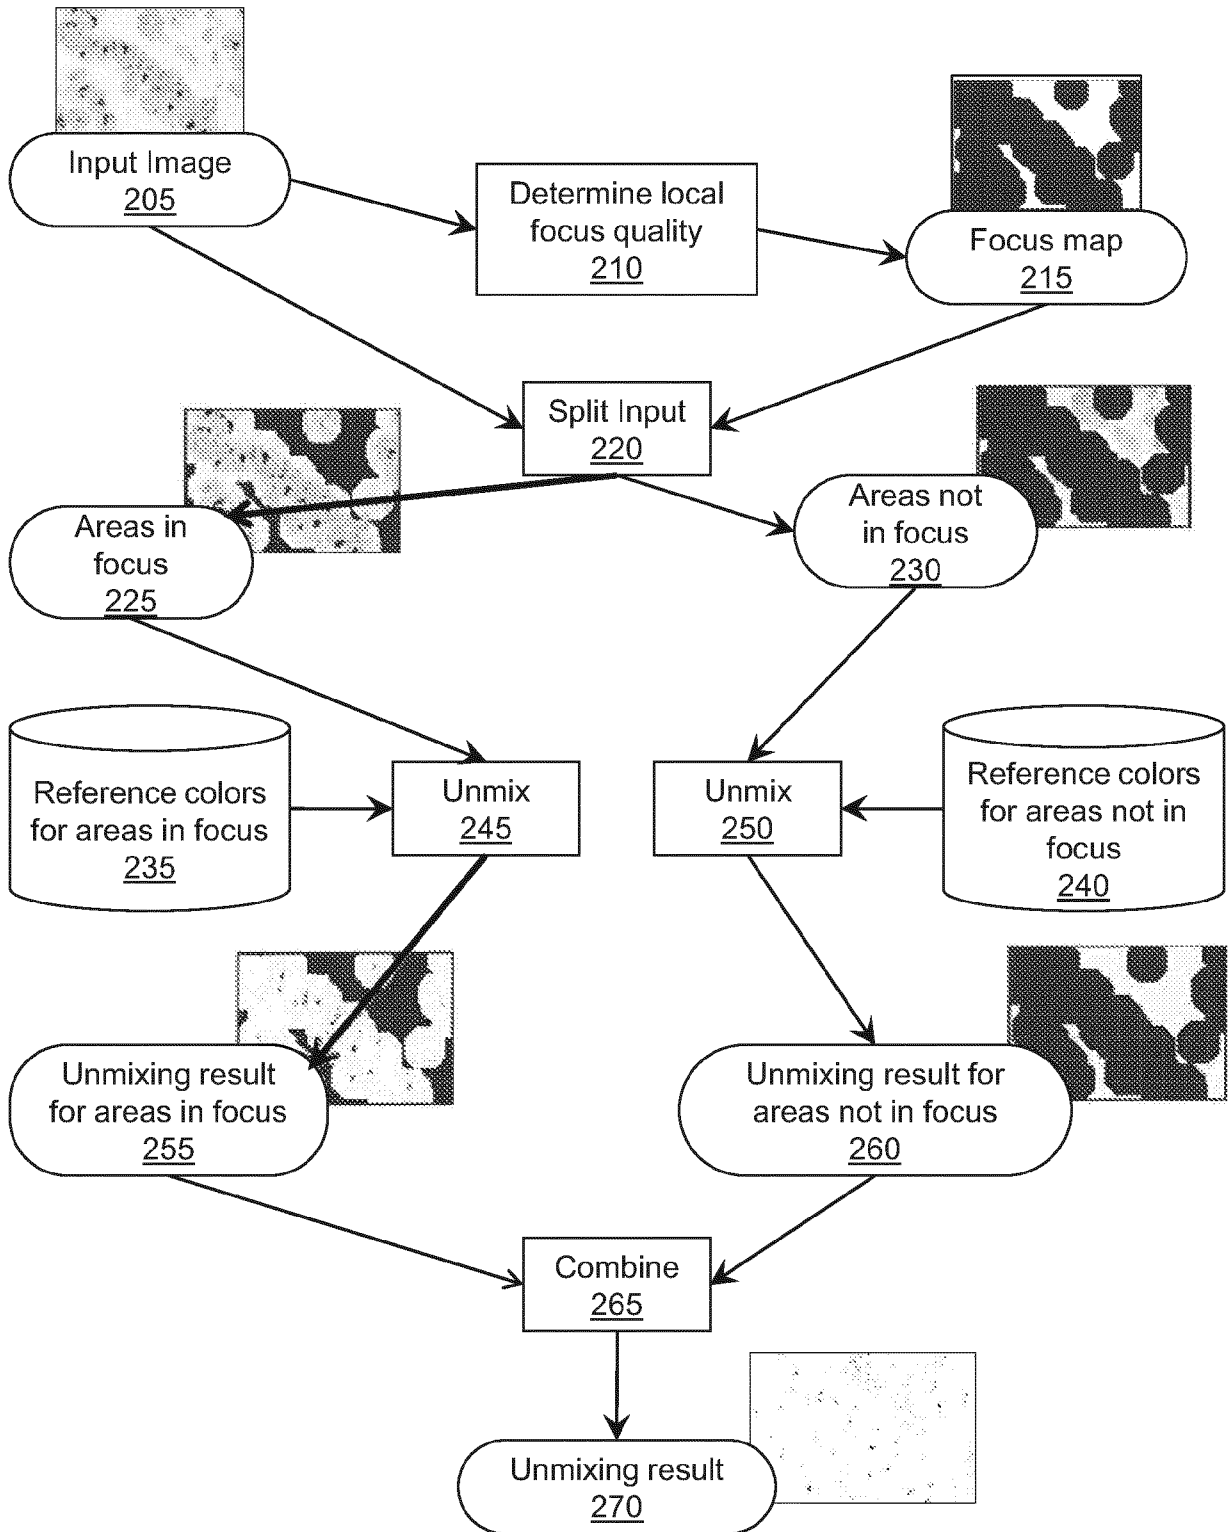 Input Image
205
Determine local
focus quality
210
Focus map
215
Split Input
220
Areas in
focus
225
Areas not
in focus
230
Reference colors
for areas in focus
235
Unmix
245
Unmix
250
Reference colors
for areas not in
focus
240
Unmixing result
for areas in focus
255
Unmixing result for
areas not in focus
260
Combine
265
Unmixing result
270